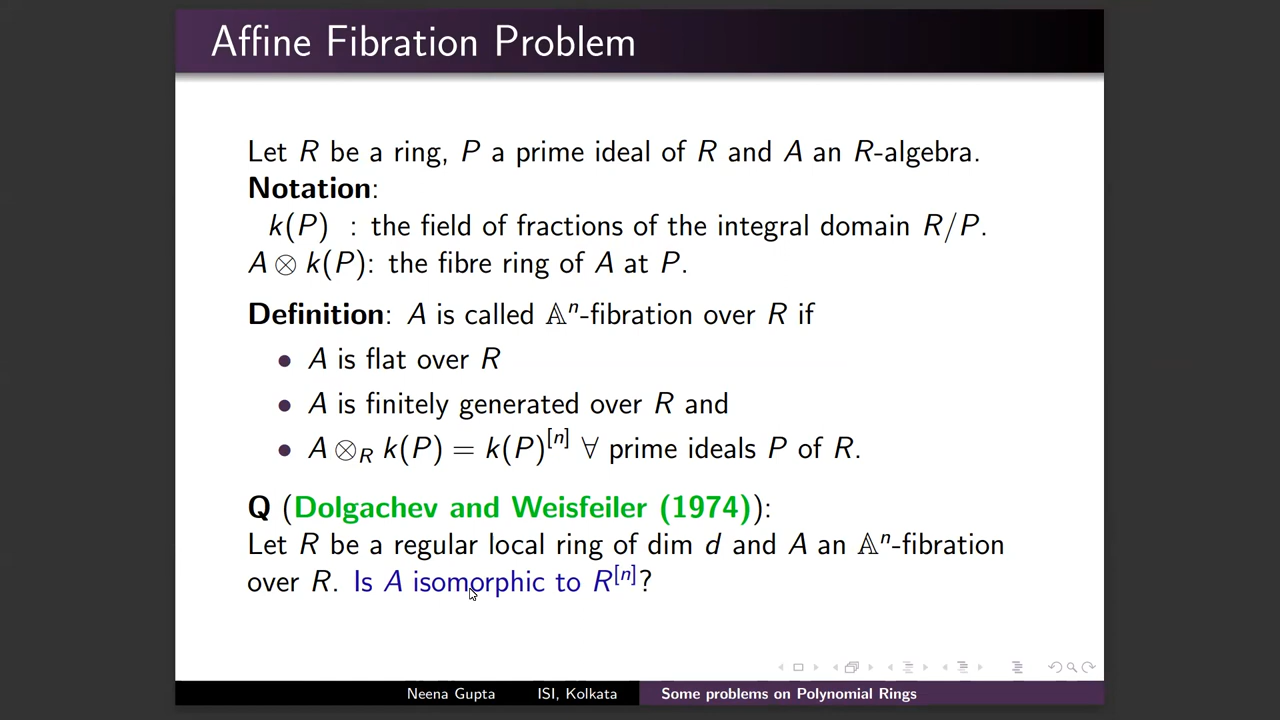 Affine Fibration Problem
Let R be a ring, P a prime ideal of R and A an R-algebra.
Notation:
k(P) : the field of fractions of the integral domain R/P.
A ⊗ k(P): the fibre ring of A at P.
Definition: A is called 𝔸ⁿ-fibration over R if
• A is flat over R
• A is finitely generated over R and
• A ⊗_R k(P) = k(P)^[n] ∀ prime ideals P of R.
Q (Dolgachev and Weisfeiler (1974)):
Let R be a regular local ring of dim d and A an 𝔸ⁿ-fibration
over R. Is A isomorphic to R^[n]?
Neena Gupta ISI, Kolkata Some problems on Polynomial Rings